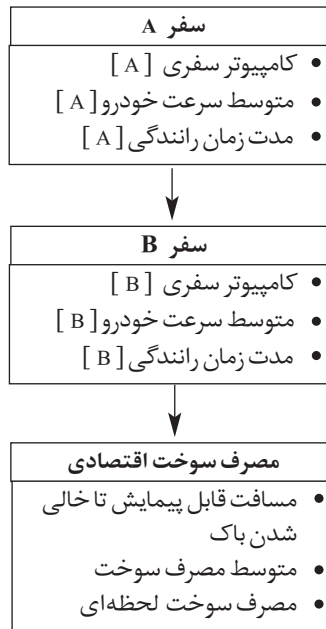 سفر A
• کامپیوتر سفری [ A ]
• متوسط سرعت خودرو [ A ]
• مدت زمان رانندگی [ A ]
سفر B
• کامپیوتر سفری [ B ]
• متوسط سرعت خودرو [ B ]
• مدت زمان رانندگی [ B ]
مصرف سوخت اقتصادی
• مسافت قابل پیمایش تا خالی
شدن باک
• متوسط مصرف سوخت
• مصرف سوخت لحظه‌ای